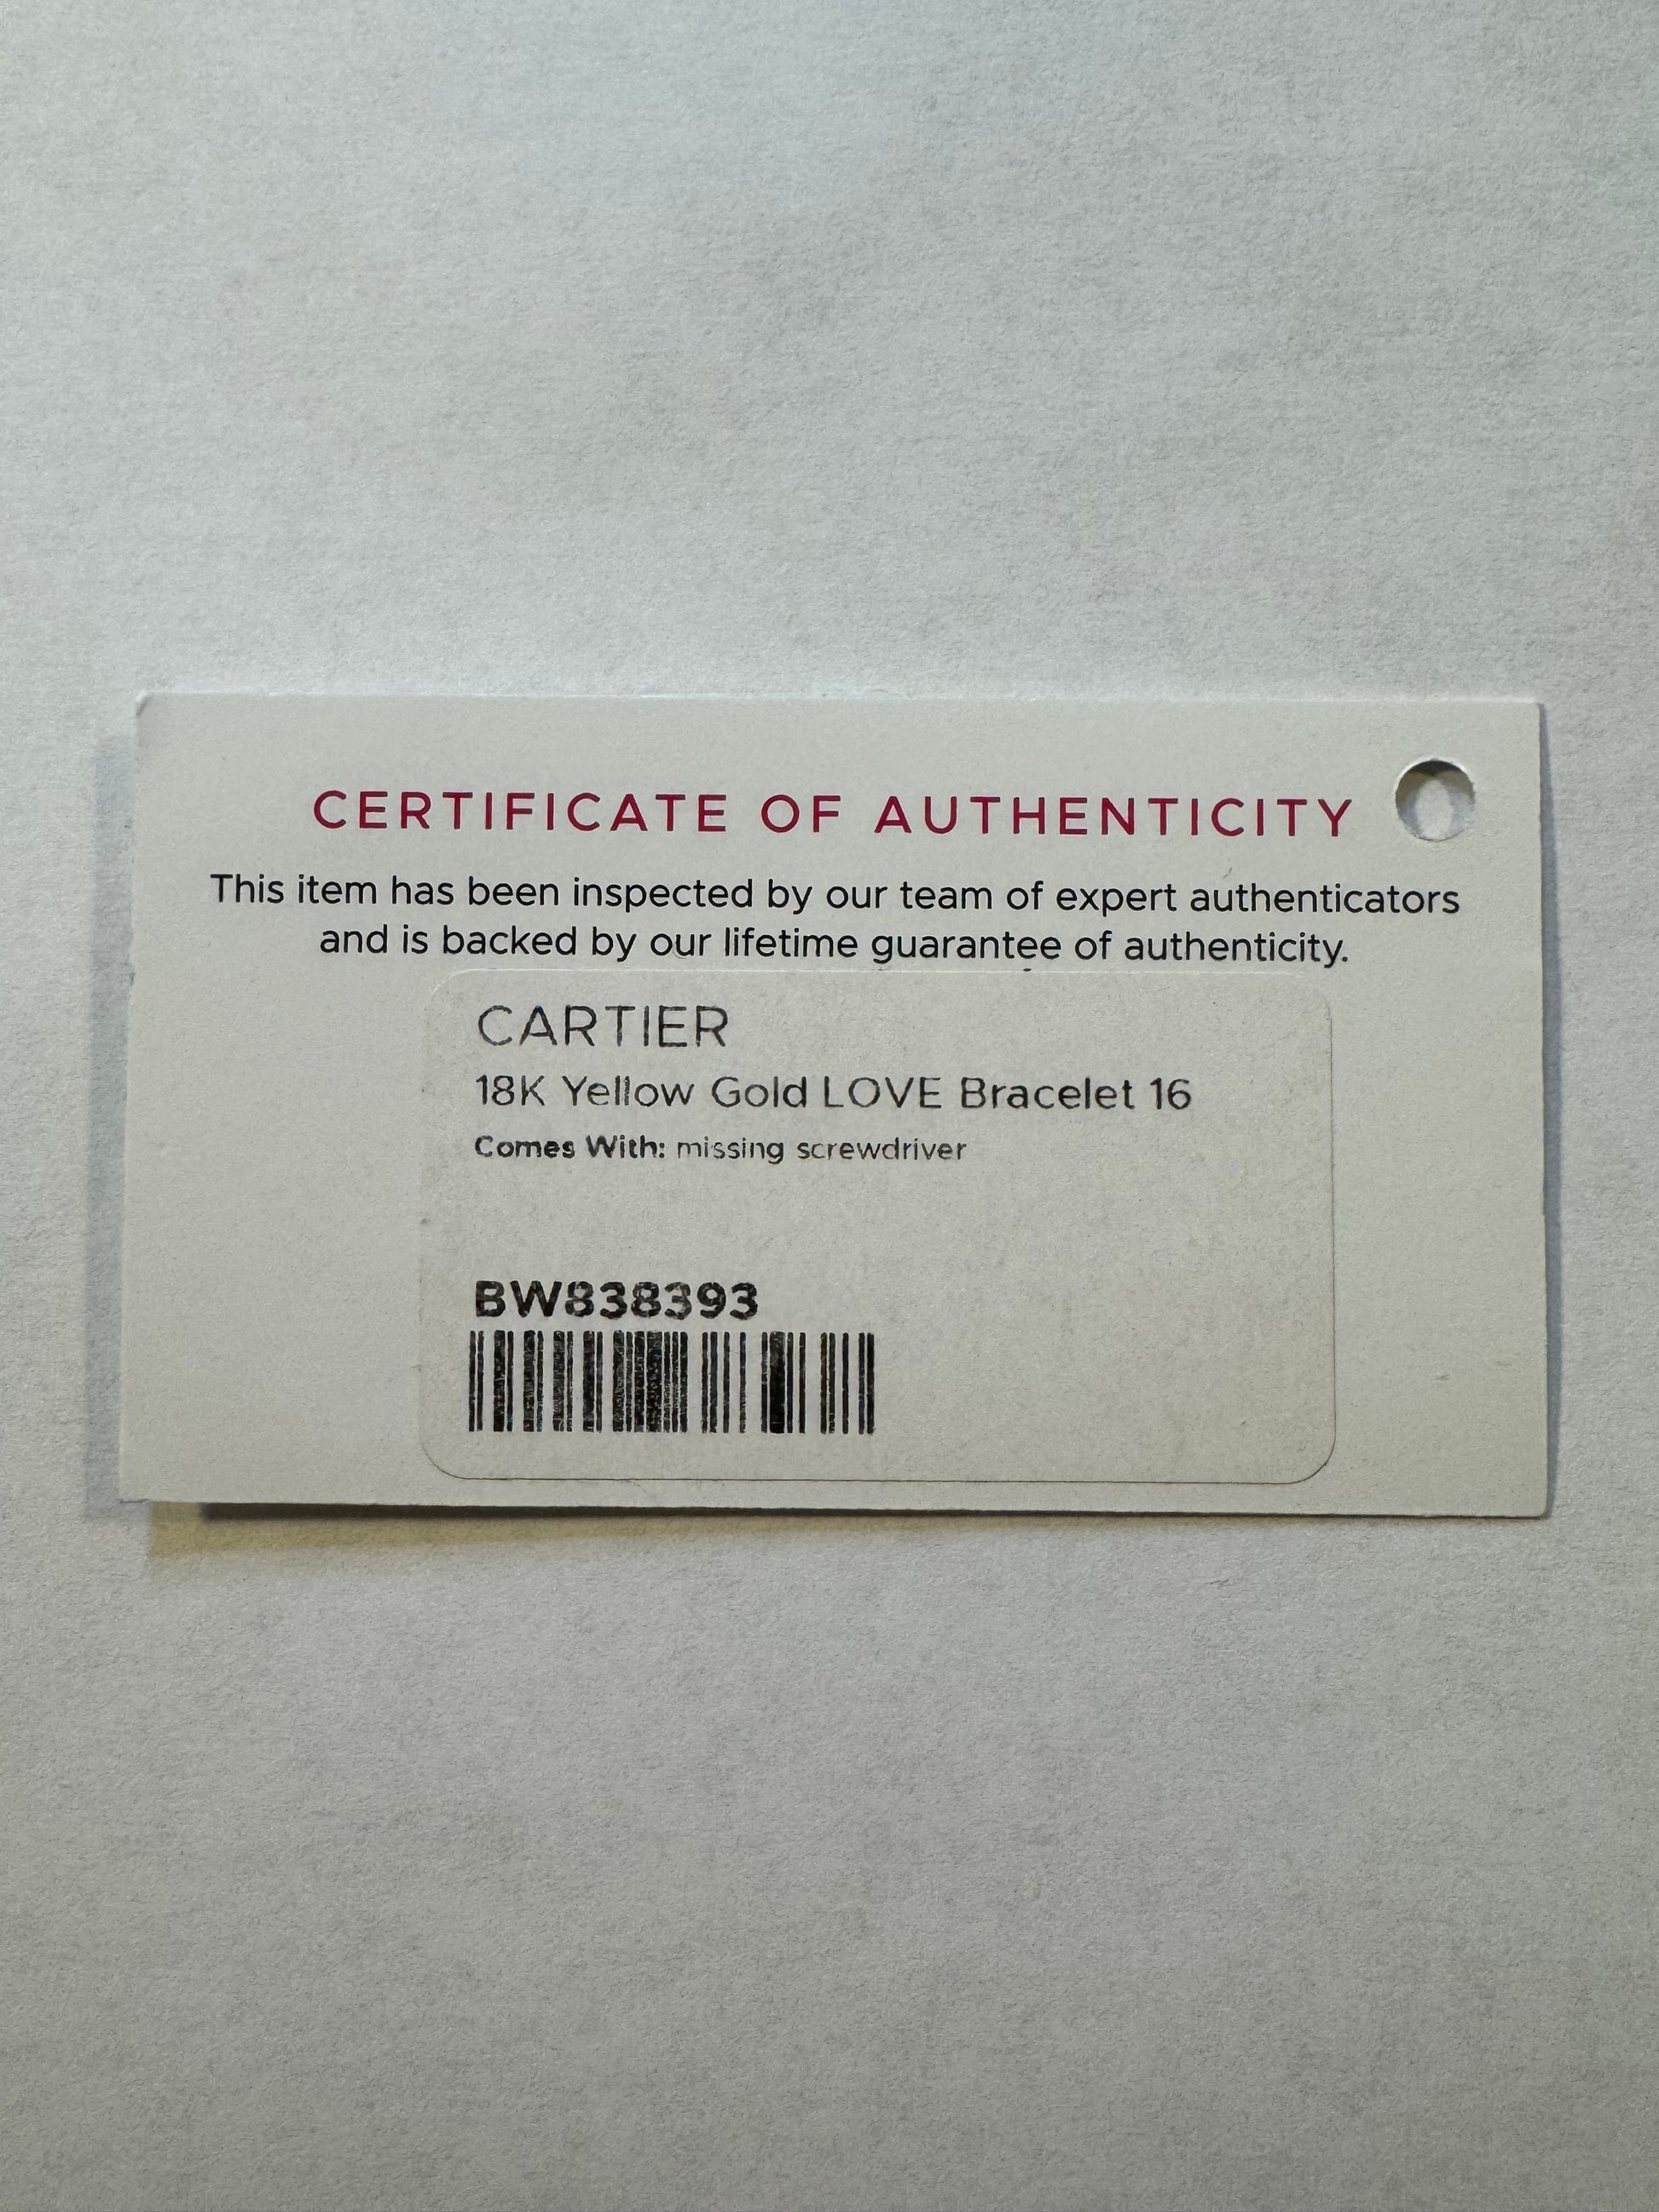 CERTIFICATE OF AUTHENTICITY
This item has been inspected by our team of expert authenticators
and is backed by our lifetime guarantee of authenticity.
CARTIER
18K Yellow Gold LOVE Bracelet 16
Comes With: missing screwdriver
BW838393